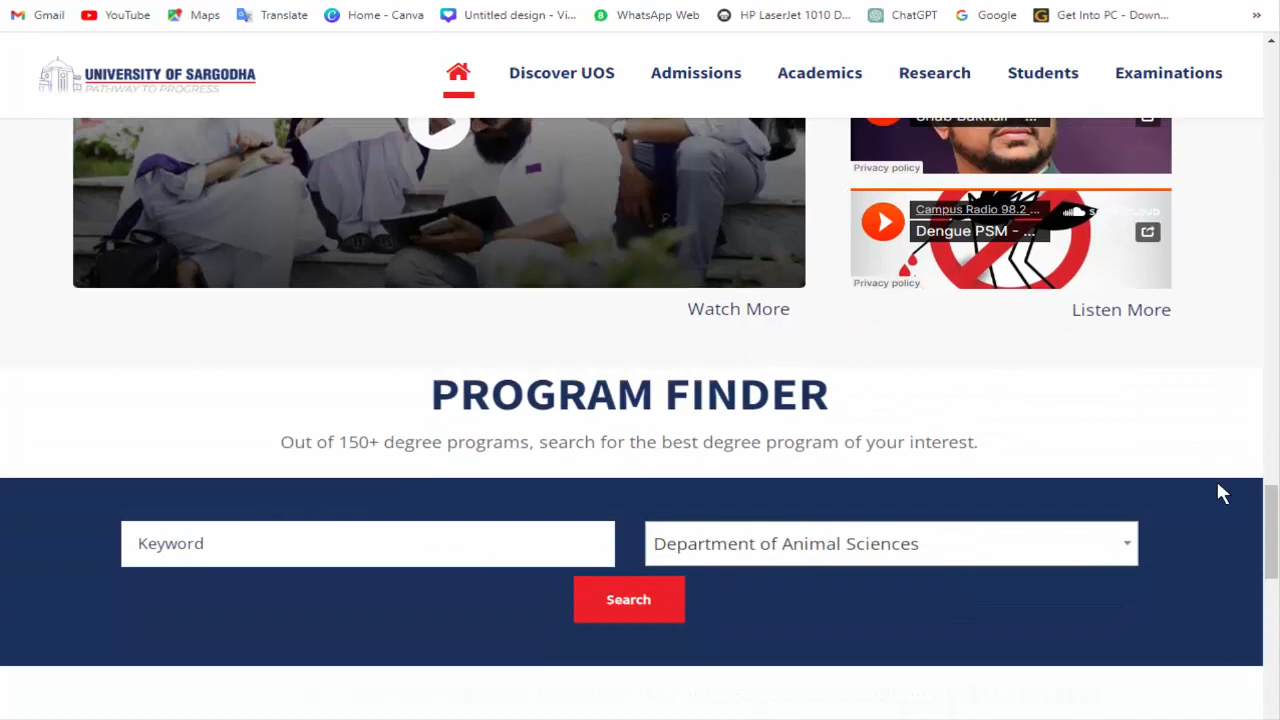 Gmail YouTube Maps Translate Home - Canva Untitled design - Vi... WhatsApp Web HP LaserJet 1010 D... ChatGPT Google Get Into PC - Down... »
UNIVERSITY OF SARGODHA
PATHWAY TO PROGRESS
Discover UOS Admissions Academics Research Students Examinations
Privacy policy
Campus Radio 98.2 ...
Dengue PSM - ...
Privacy policy
Watch More
Listen More
PROGRAM FINDER
Out of 150+ degree programs, search for the best degree program of your interest.
Keyword
Department of Animal Sciences
Search